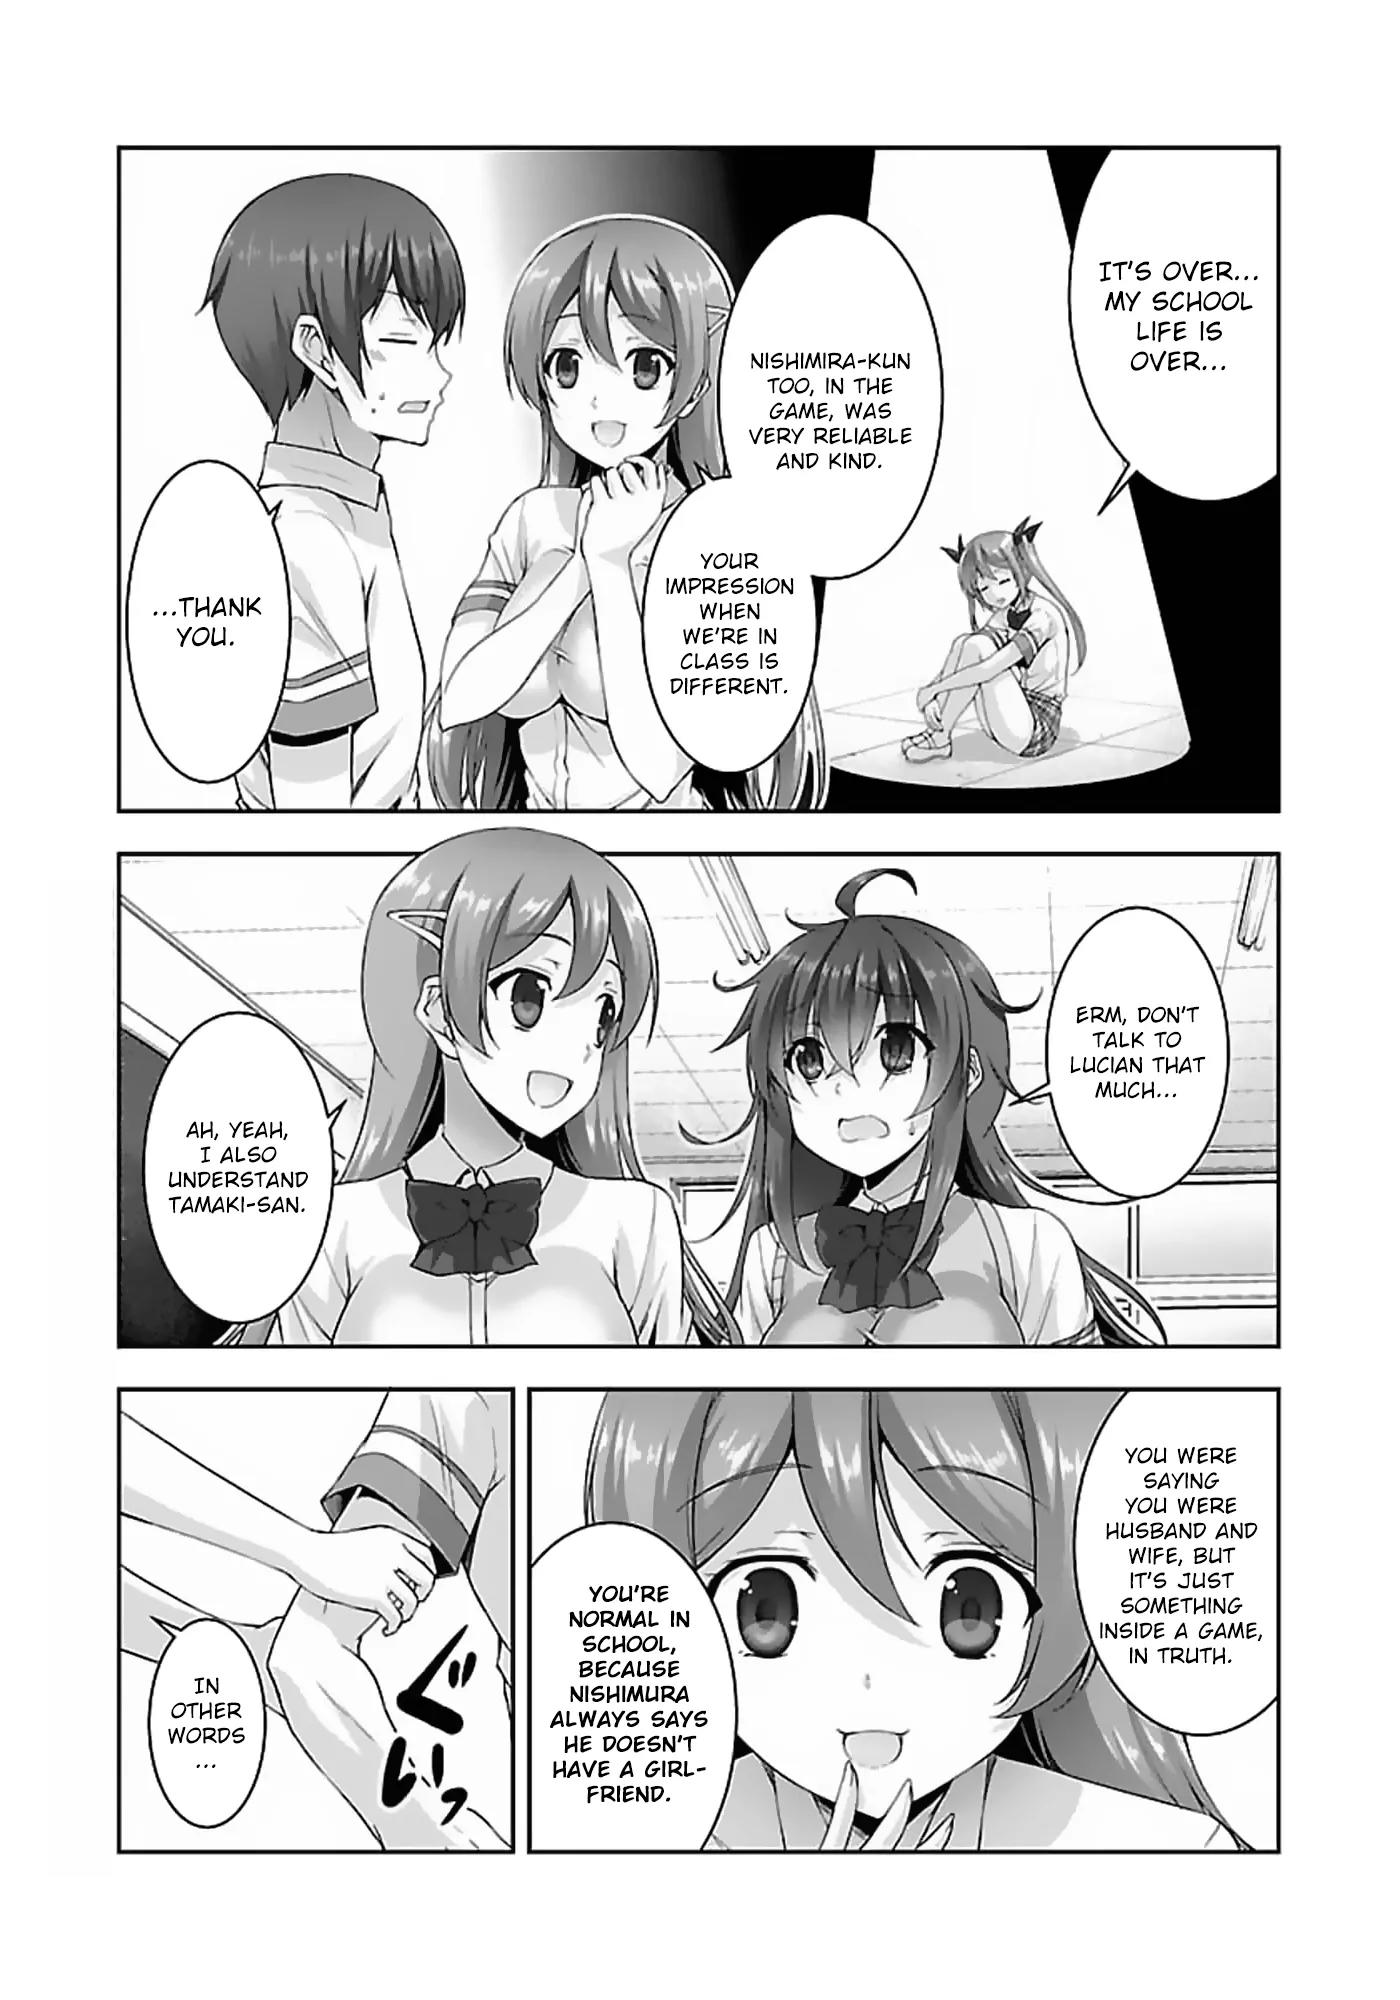 IT'S OVER...
MY SCHOOL
LIFE IS
OVER...
NISHIMIRA-KUN
TOO, IN THE
GAME, WAS
VERY RELIABLE
AND KIND.
YOUR
IMPRESSION
WHEN
WE'RE IN
CLASS IS
DIFFERENT.
...THANK
YOU.
ERM, DON'T
TALK TO
LUCIAN THAT
MUCH...
AH, YEAH,
I ALSO
UNDERSTAND
TAMAKI-SAN.
YOU WERE
SAYING
YOU WERE
HUSBAND AND
WIFE, BUT
IT'S JUST
SOMETHING
INSIDE A GAME,
IN TRUTH.
YOU'RE
NORMAL IN
SCHOOL,
BECAUSE
NISHIMURA
ALWAYS SAYS
HE DOESN'T
HAVE A GIRL-
FRIEND.
IN
OTHER
WORDS
...
ぐいっ